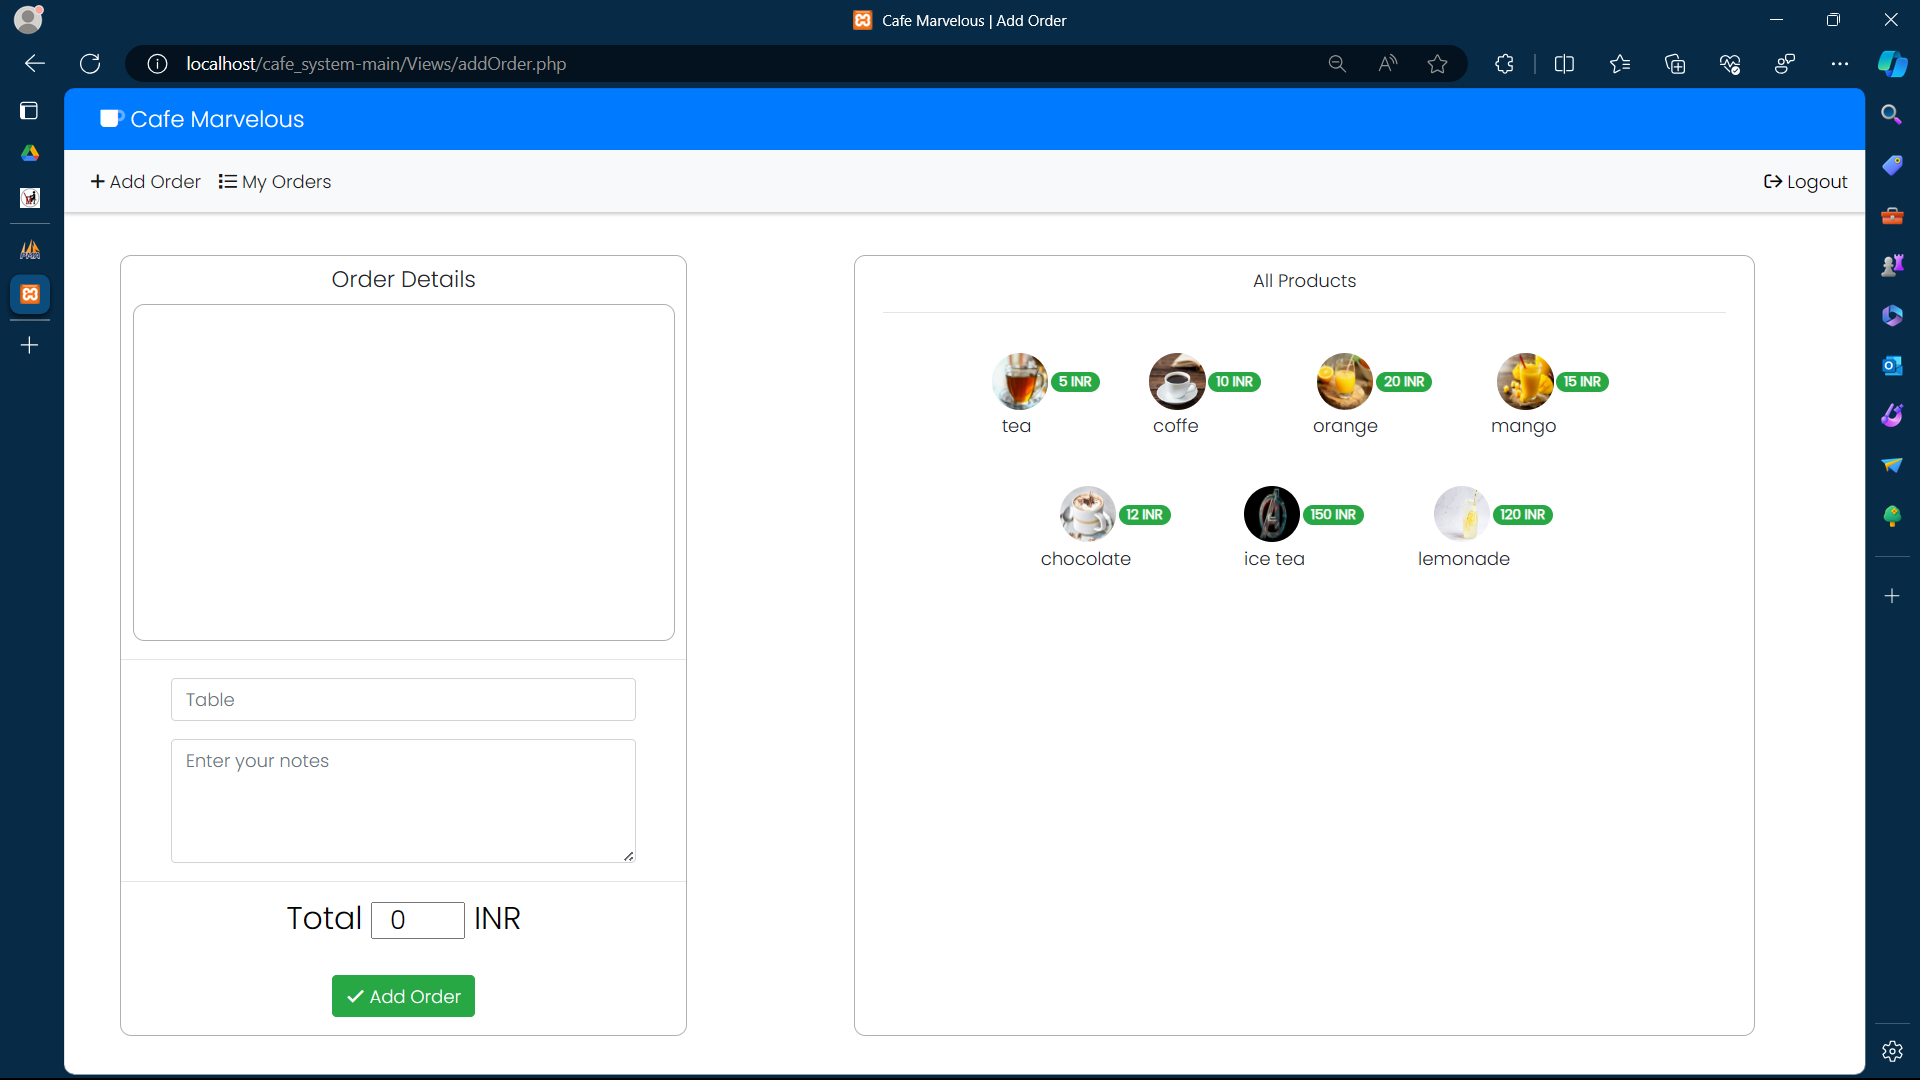 Cafe Marvelous | Add Order
localhost/cafe_system-main/Views/addOrder.php
Cafe Marvelous
Add Order
My Orders
Logout
Order Details
Table
Enter your notes
Total 0 INR
Add Order
All Products
5 INR
10 INR
20 INR
15 INR
tea
coffe
orange
mango
12 INR
150 INR
120 INR
chocolate
ice tea
lemonade